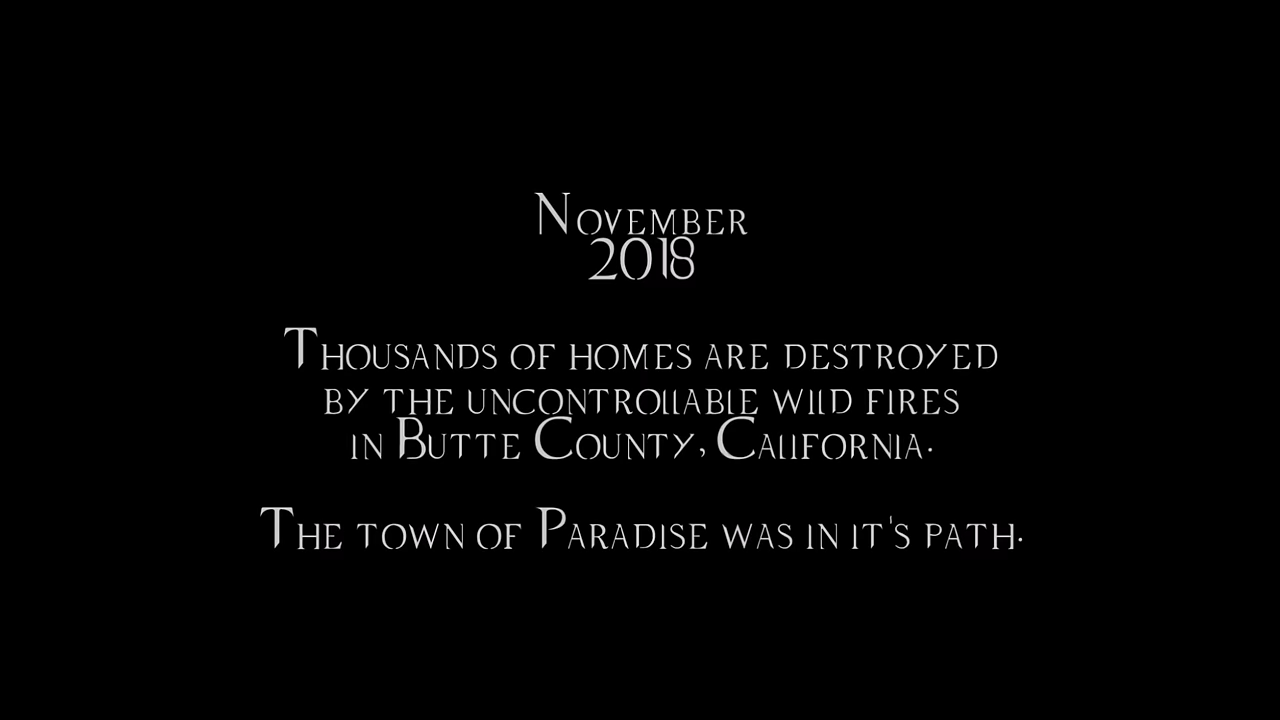 November
2018
Thousands of homes are destroyed
by the uncontrollable wild fires
in Butte County, California.
The town of Paradise was in it's path.